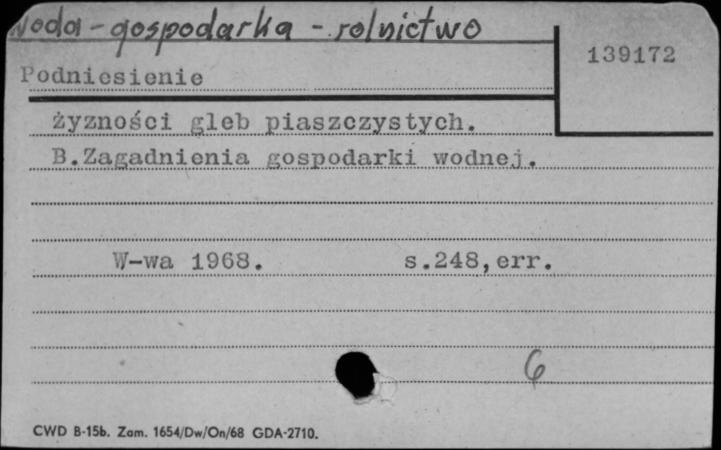 woda - gospodarka - rolnictwo
139172
Podniesienie
żyzności gleb piaszczystych.
B.Zagadnienia gospodarki wodnej.
W-wa 1968. s.248,err.
6
CWD B-15b. Zam. 1654/Dw/On/68 GDA-2710.